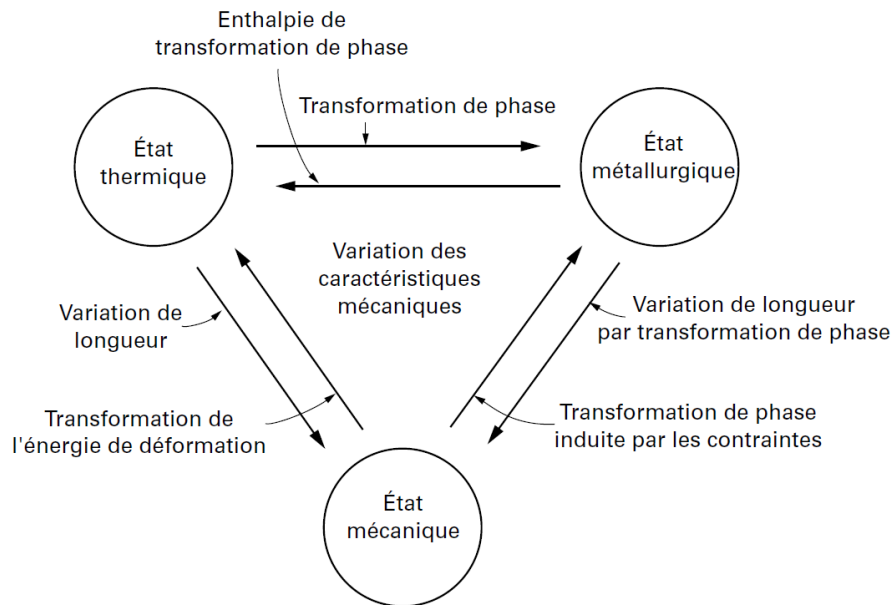 Enthalpie de
transformation de phase
Transformation de phase
État
thermique
État
métallurgique
Variation des
caractéristiques
mécaniques
Variation de
longueur
Variation de longueur
par transformation de phase
Transformation de
l'énergie de déformation
Transformation de phase
induite par les contraintes
État
mécanique